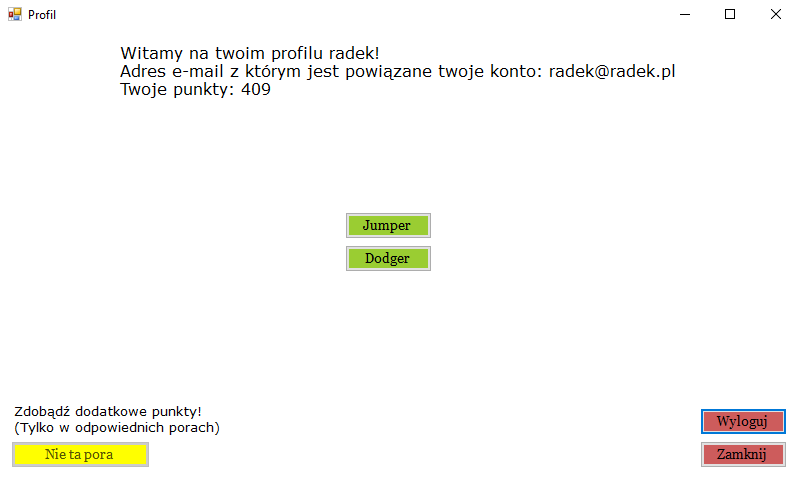 Profil
Witamy na twoim profilu radek!
Adres e-mail z którym jest powiązane twoje konto: radek@radek.pl
Twoje punkty: 409
Jumper
Dodger
Zdobądź dodatkowe punkty!
(Tylko w odpowiednich porach)
Nie ta pora
Wyloguj
Zamknij